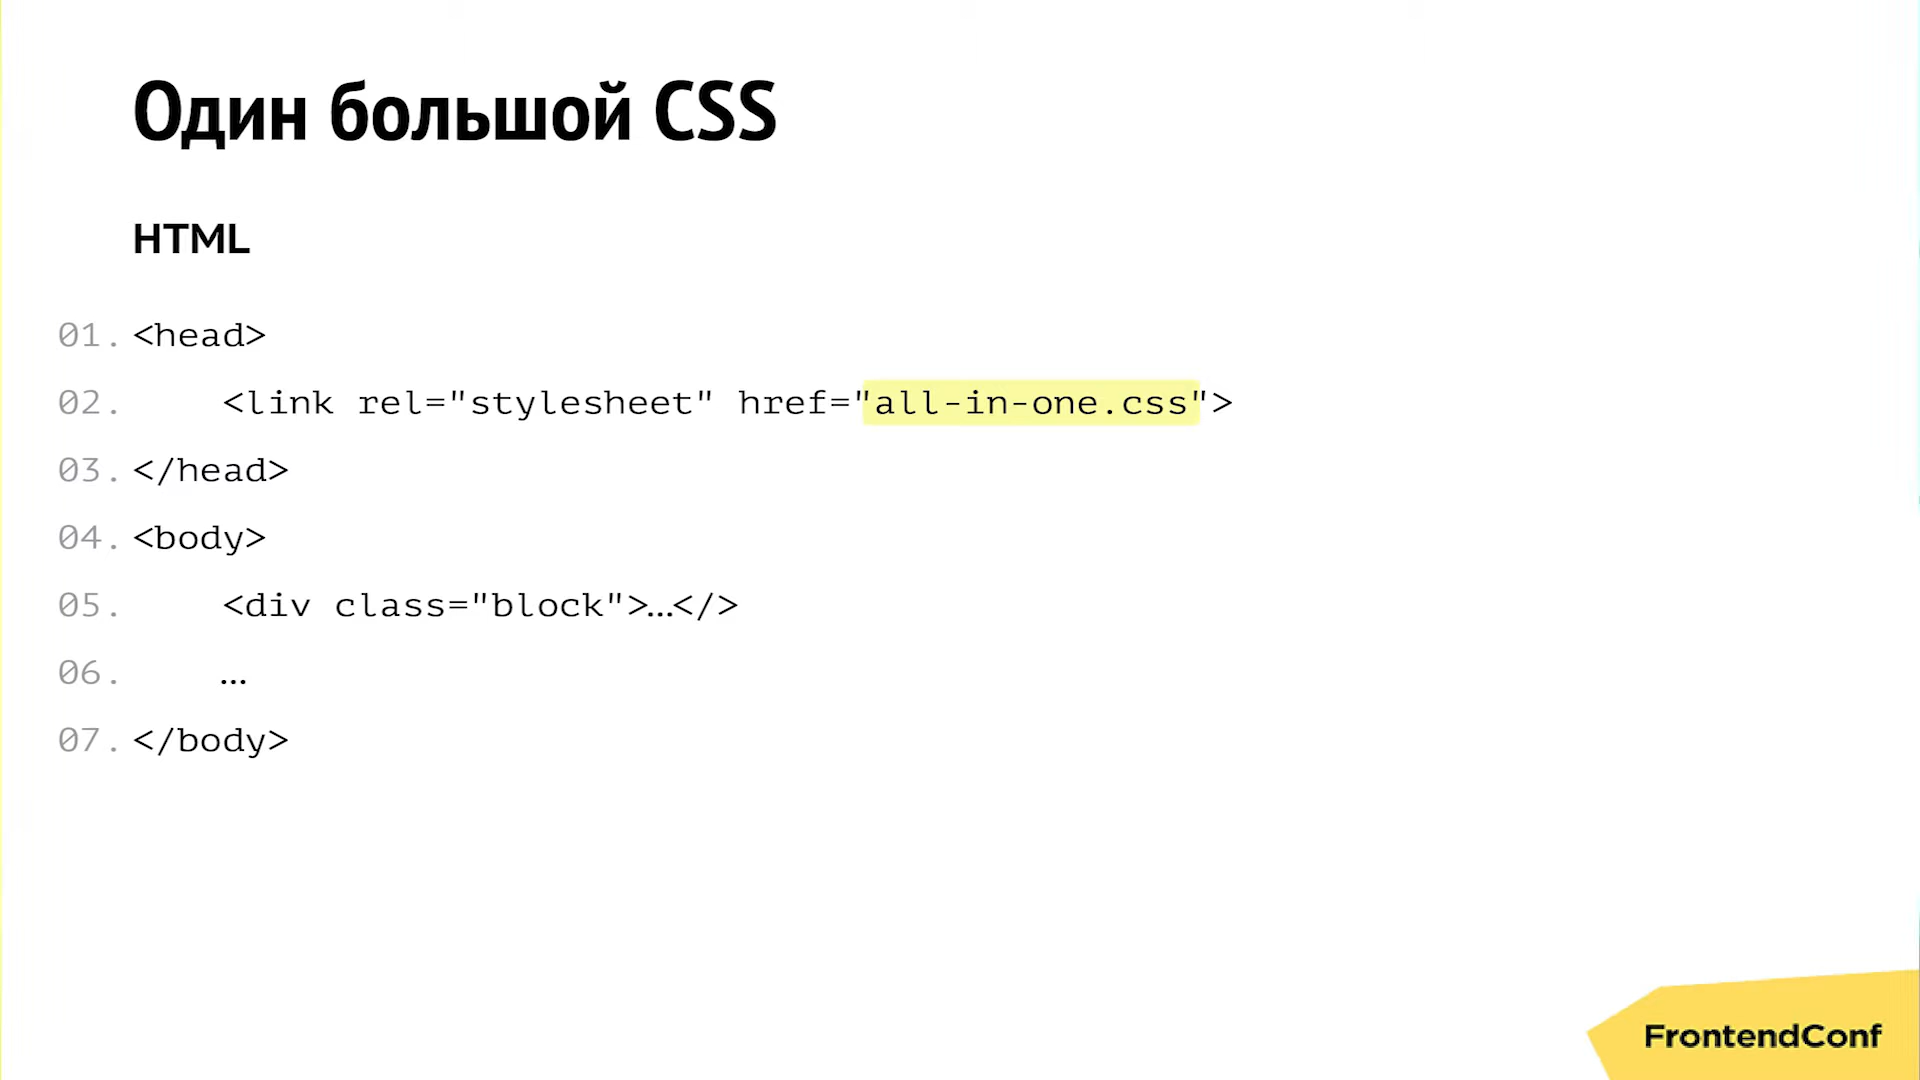 Один большой CSS
HTML
01. <head>
02.     <link rel="stylesheet" href="all-in-one.css">
03. </head>
04. <body>
05.     <div class="block">…</>
06.     …
07. </body>
FrontendConf